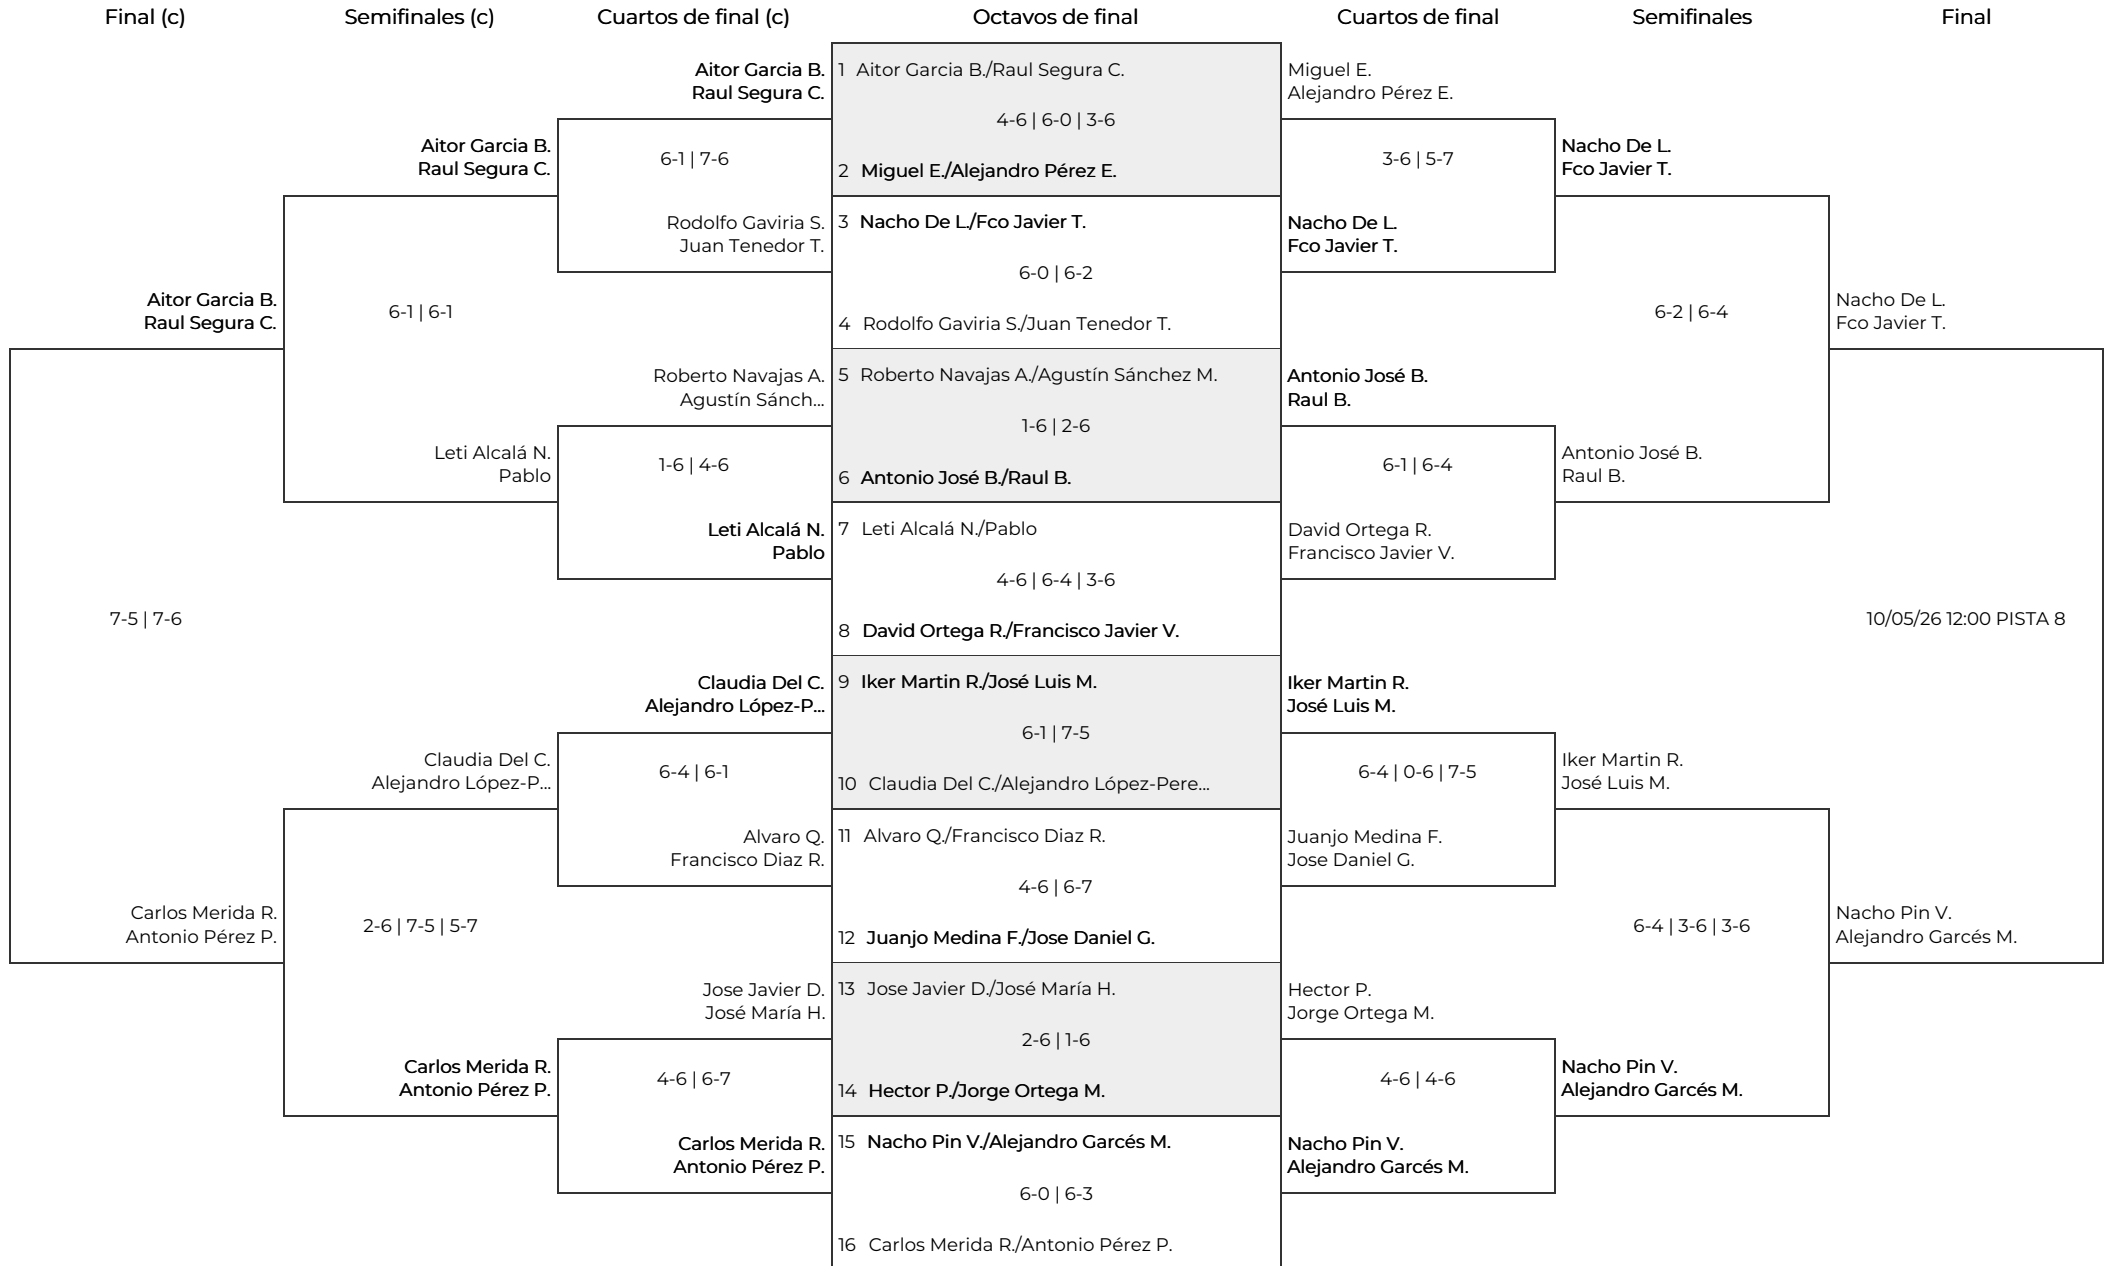 Final (c)
Semifinales (c)
Cuartos de final (c)
Octavos de final
Cuartos de final
Semifinales
Final
Aitor Garcia B.
Raul Segura C.
Carlos Merida R.
Antonio Pérez P.
7-5 | 7-6
Aitor Garcia B.
Raul Segura C.
6-1 | 6-1
Leti Alcalá N.
Pablo
Claudia Del C.
Alejandro López-P...
2-6 | 7-5 | 5-7
Carlos Merida R.
Antonio Pérez P.
Aitor Garcia B.
Raul Segura C.
6-1 | 7-6
Rodolfo Gaviria S.
Juan Tenedor T.
Roberto Navajas A.
Agustín Sánch...
1-6 | 4-6
Leti Alcalá N.
Pablo
Claudia Del C.
Alejandro López-P...
6-4 | 6-1
Alvaro Q.
Francisco Diaz R.
Jose Javier D.
José María H.
4-6 | 6-7
Carlos Merida R.
Antonio Pérez P.
1 Aitor Garcia B./Raul Segura C.
4-6 | 6-0 | 3-6
2 Miguel E./Alejandro Pérez E.
3 Nacho De L./Fco Javier T.
6-0 | 6-2
4 Rodolfo Gaviria S./Juan Tenedor T.
5 Roberto Navajas A./Agustín Sánchez M.
1-6 | 2-6
6 Antonio José B./Raul B.
7 Leti Alcalá N./Pablo
4-6 | 6-4 | 3-6
8 David Ortega R./Francisco Javier V.
9 Iker Martin R./José Luis M.
6-1 | 7-5
10 Claudia Del C./Alejandro López-Pere...
11 Alvaro Q./Francisco Diaz R.
4-6 | 6-7
12 Juanjo Medina F./Jose Daniel G.
13 Jose Javier D./José María H.
2-6 | 1-6
14 Hector P./Jorge Ortega M.
15 Nacho Pin V./Alejandro Garcés M.
6-0 | 6-3
16 Carlos Merida R./Antonio Pérez P.
Miguel E.
Alejandro Pérez E.
3-6 | 5-7
Nacho De L.
Fco Javier T.
Antonio José B.
Raul B.
6-1 | 6-4
David Ortega R.
Francisco Javier V.
Iker Martin R.
José Luis M.
6-4 | 0-6 | 7-5
Juanjo Medina F.
Jose Daniel G.
Hector P.
Jorge Ortega M.
4-6 | 4-6
Nacho Pin V.
Alejandro Garcés M.
Nacho De L.
Fco Javier T.
6-2 | 6-4
Antonio José B.
Raul B.
Iker Martin R.
José Luis M.
6-4 | 3-6 | 3-6
Nacho Pin V.
Alejandro Garcés M.
Nacho De L.
Fco Javier T.
10/05/26 12:00 PISTA 8
Nacho Pin V.
Alejandro Garcés M.